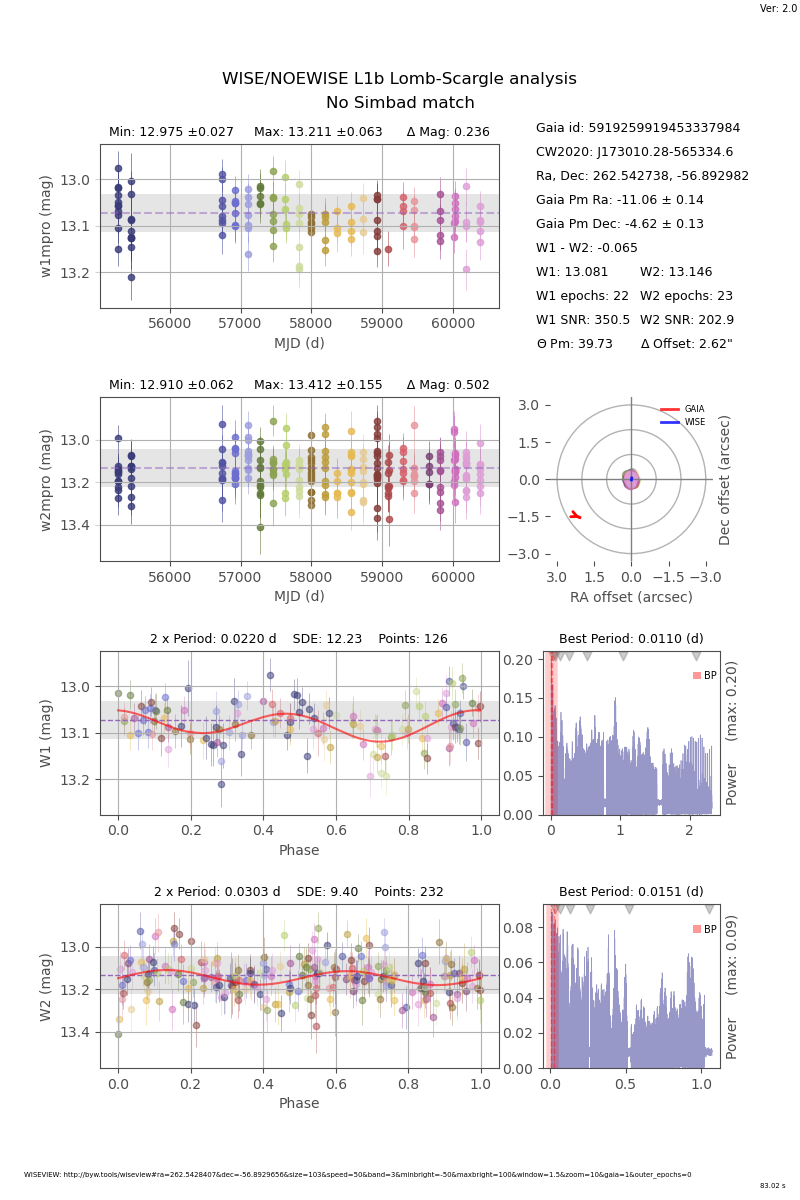 Ver: 2.0
WISE/NOEWISE L1b Lomb-Scargle analysis
No Simbad match
Min: 12.975 ±0.027 Max: 13.211 ±0.063 Δ Mag: 0.236
13.0
13.1
13.2
w1mpro (mag)
56000 57000 58000 59000 60000
MJD (d)
Gaia id: 5919259919453337984
CW2020: J173010.28-565334.6
Ra, Dec: 262.542738, -56.892982
Gaia Pm Ra: -11.06 ± 0.14
Gaia Pm Dec: -4.62 ± 0.13
W1 - W2: -0.065
W1: 13.081 W2: 13.146
W1 epochs: 22 W2 epochs: 23
W1 SNR: 350.5 W2 SNR: 202.9
Θ Pm: 39.73 Δ Offset: 2.62"
Min: 12.910 ±0.062 Max: 13.412 ±0.155 Δ Mag: 0.502
13.0
13.2
13.4
w2mpro (mag)
56000 57000 58000 59000 60000
MJD (d)
GAIA
WISE
3.0
1.5
0.0
−1.5
−3.0
Dec offset (arcsec)
3.0 1.5 0.0 −1.5 −3.0
RA offset (arcsec)
2 x Period: 0.0220 d SDE: 12.23 Points: 126
13.0
13.1
13.2
W1 (mag)
0.0 0.2 0.4 0.6 0.8 1.0
Phase
Best Period: 0.0110 (d)
BP
0.20
0.15
0.10
0.05
0.00
Power (max: 0.20)
0 1 2
2 x Period: 0.0303 d SDE: 9.40 Points: 232
13.0
13.2
13.4
W2 (mag)
0.0 0.2 0.4 0.6 0.8 1.0
Phase
Best Period: 0.0151 (d)
BP
0.08
0.06
0.04
0.02
0.00
Power (max: 0.09)
0.0 0.5 1.0
WISEVIEW: http://byw.tools/wiseview#ra=262.5428407&dec=-56.8929656&size=103&speed=50&band=3&minbright=-50&maxbright=100&window=1.5&zoom=10&gaia=1&outer_epochs=0
83.02 s